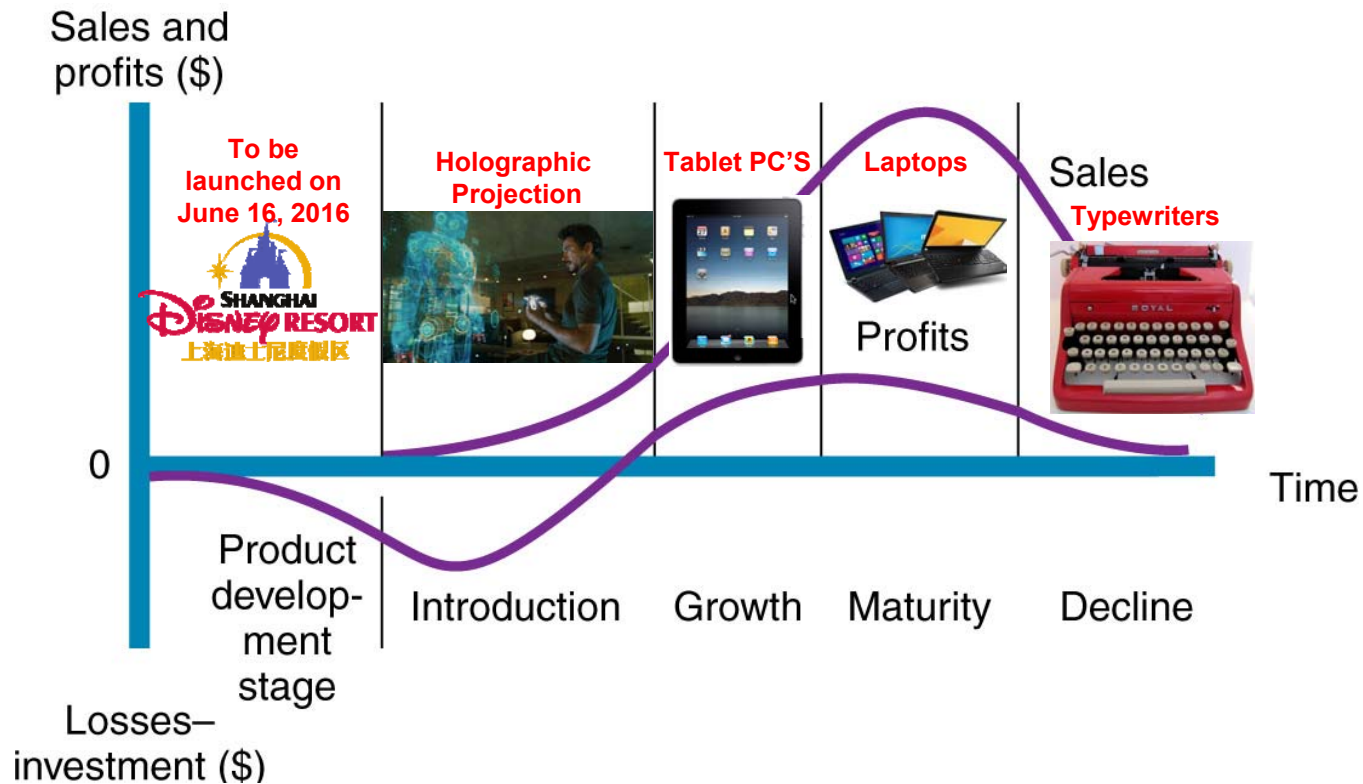 Sales and
profits ($)
To be
launched on
June 16, 2016
SHANGHAI
Disney RESORT
上海迪士尼度假区
Holographic
Projection
Tablet PC'S
Laptops
Sales
Typewriters
ROYAL
Profits
0
Time
Product
develop-
ment
stage
Introduction
Growth
Maturity
Decline
Losses–
investment ($)